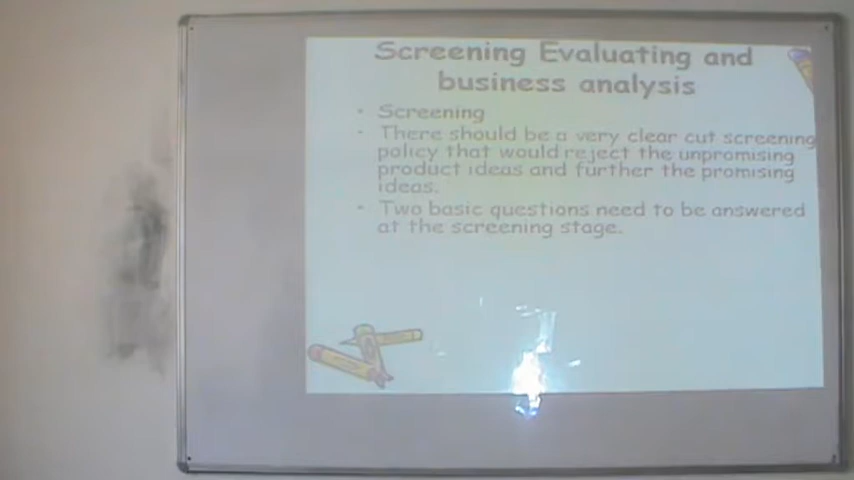 Screening Evaluating and
business analysis
• Screening
• There should be a very clear cut screening
policy that would reject the unpromising
product ideas and further the promising
ideas.
• Two basic questions need to be answered
at the screening stage.